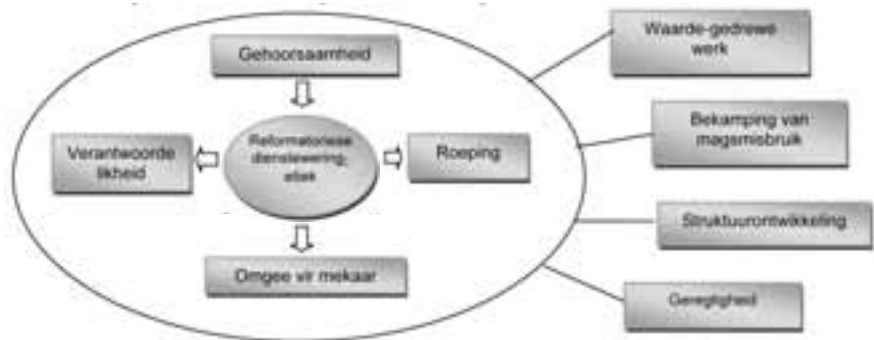 Gehoorsaamheid
Verantwoorde
likheid
Reformatoriese
dienslewering-
etiek
Roeping
Omgee vir mekaar
Waarde-gedrewe
werk
Bekamping van
magsmisbruik
Struktuurontwikkeling
Geregtigheid